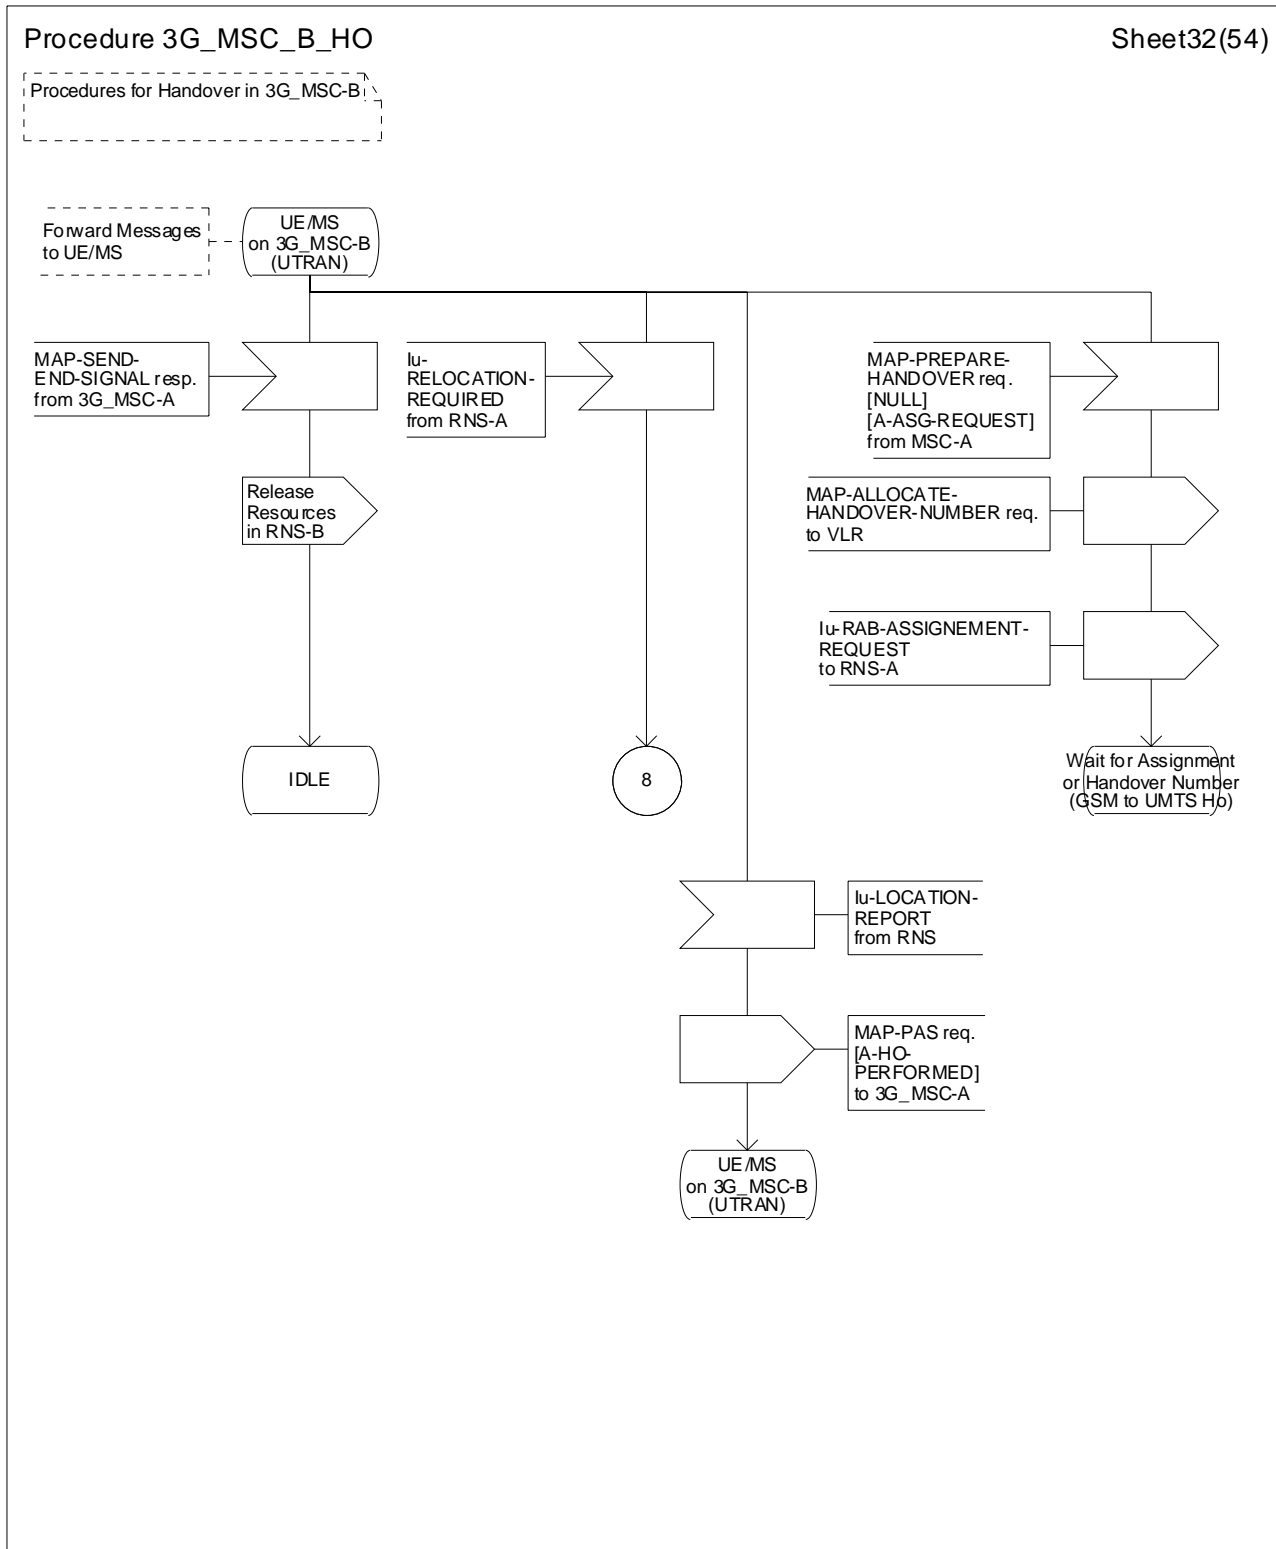 Procedure 3G_MSC_B_HO
Sheet32(54)
Procedures for Handover in 3G_MSC-B
Forward Messages
to UE/MS
UE/MS
on 3G_MSC-B
(UTRAN)
MAP-SEND-
END-SIGNAL resp.
from 3G_MSC-A
Iu-
RELOCATION-
REQUIRED
from RNS-A
MAP-PREPARE-
HANDOVER req.
[NULL]
[A-ASG-REQUEST]
from MSC-A
Release
Resources
in RNS-B
MAP-ALLOCATE-
HANDOVER-NUMBER req.
to VLR
Iu-RAB-ASSIGNEMENT-
REQUEST
to RNS-A
IDLE
8
Wait for Assignment
or Handover Number
(GSM to UMTS Ho)
Iu-LOCATION-
REPORT
from RNS
MAP-PAS req.
[A-HO-
PERFORMED]
to 3G_MSC-A
UE/MS
on 3G_MSC-B
(UTRAN)